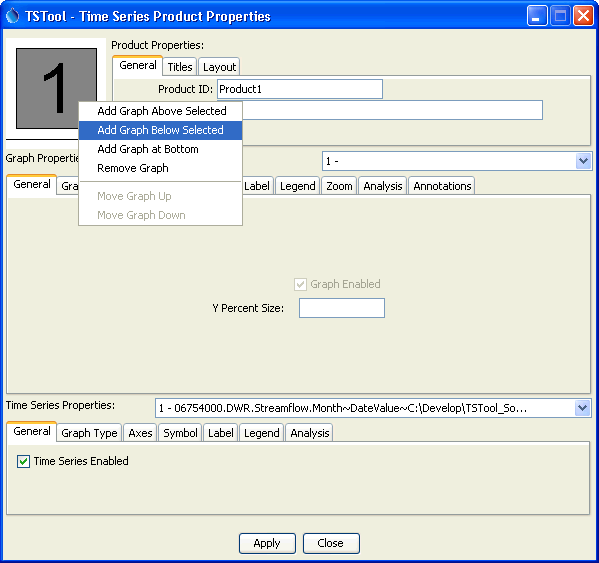 TSTool - Time Series Product Properties
1
Product Properties:
General Titles Layout
Product ID: Product1
Add Graph Above Selected
Add Graph Below Selected
Add Graph at Bottom
Remove Graph
Move Graph Up
Move Graph Down
Graph Propertie
1 -
General Gra Label Legend Zoom Analysis Annotations
Graph Enabled
Y Percent Size:
Time Series Properties:
1 - 06754000.DWR.Streamflow.Month~DateValue~C:\Develop\TSTool_So...
General Graph Type Axes Symbol Label Legend Analysis
Time Series Enabled
Apply Close